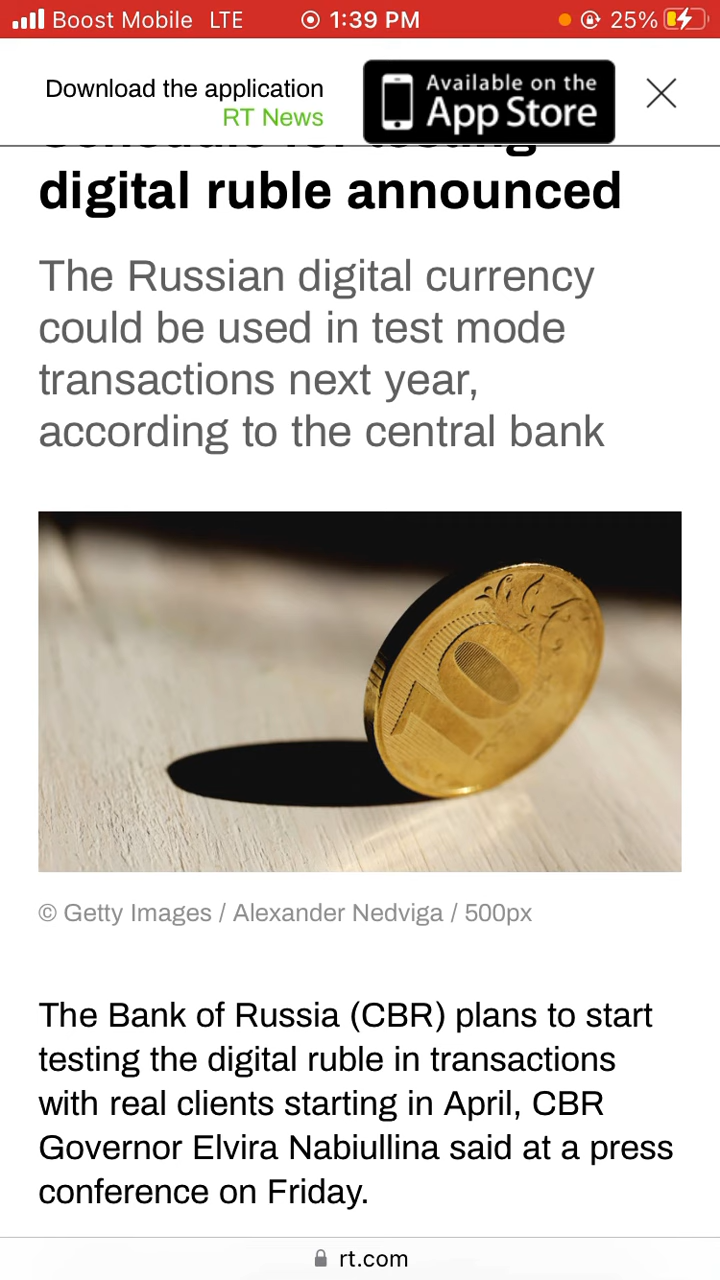 Boost Mobile LTE 1:39 PM 25%
Download the application
RT News
Available on the
App Store
Schedule for testing
digital ruble announced
The Russian digital currency
could be used in test mode
transactions next year,
according to the central bank
10
© Getty Images / Alexander Nedviga / 500px
The Bank of Russia (CBR) plans to start
testing the digital ruble in transactions
with real clients starting in April, CBR
Governor Elvira Nabiullina said at a press
conference on Friday.
rt.com